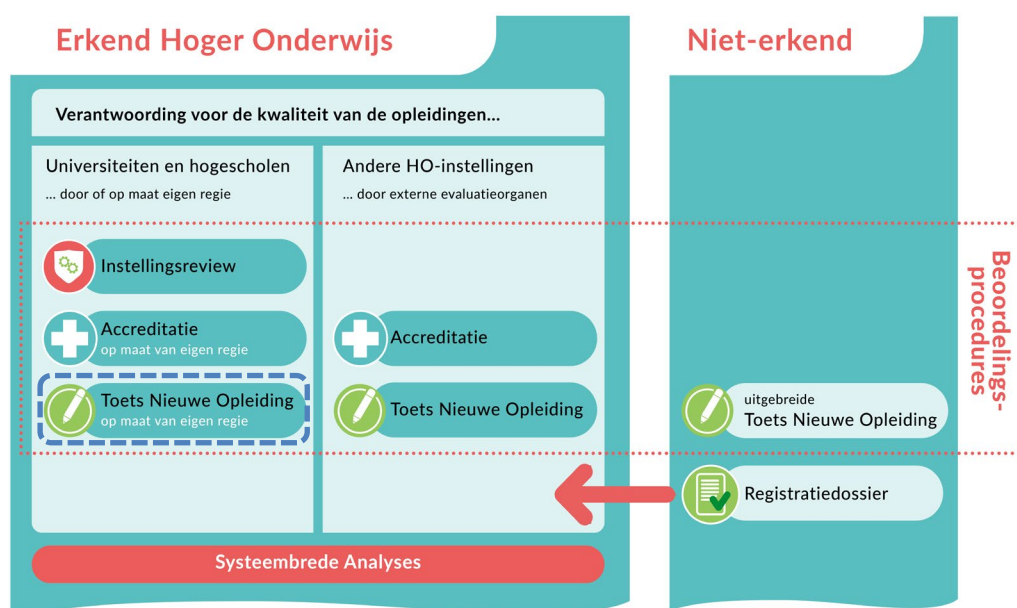 Erkend Hoger Onderwijs
Niet-erkend
Verantwoording voor de kwaliteit van de opleidingen...
Universiteiten en hogescholen
... door of op maat eigen regie
Andere HO-instellingen
... door externe evaluatieorganen
Instellingsreview
Accreditatie
op maat van eigen regie
Toets Nieuwe Opleiding
op maat van eigen regie
Accreditatie
Toets Nieuwe Opleiding
uitgebreide
Toets Nieuwe Opleiding
Registratiedossier
Beoordelings-
procedures
Systeembrede Analyses